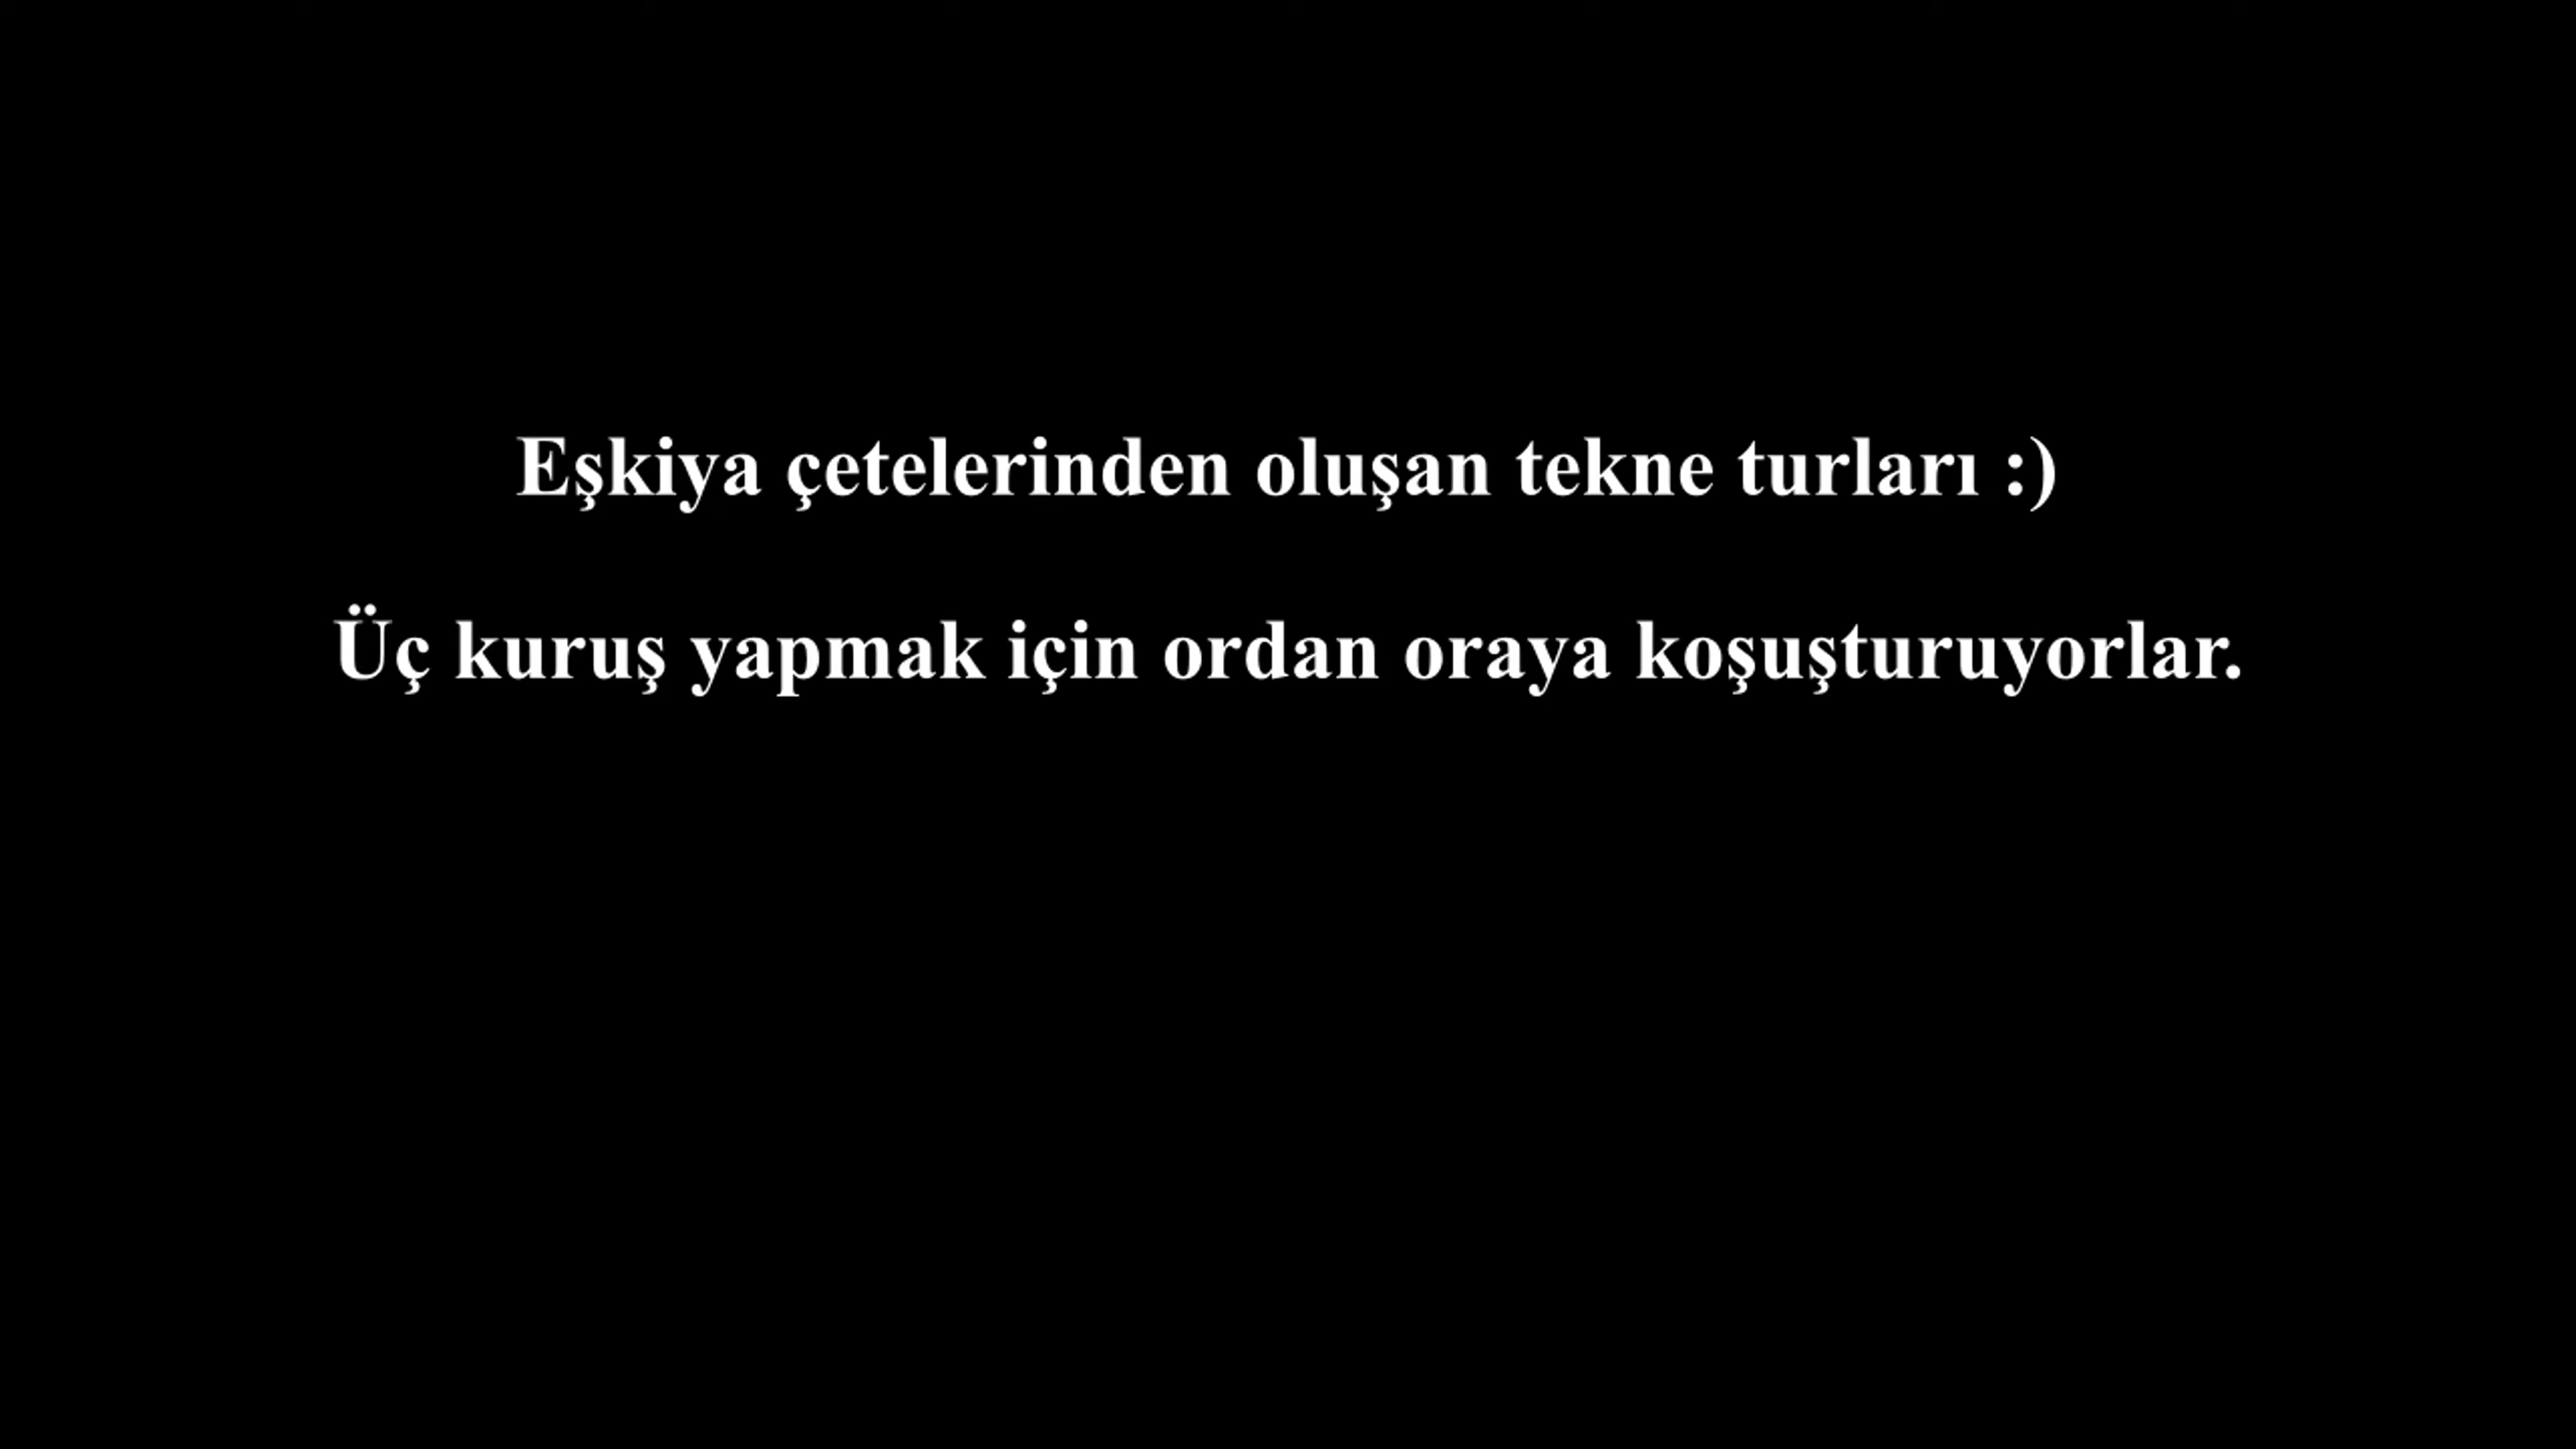 Eşkiya çetelerinden oluşan tekne turları :)
Üç kuruş yapmak için ordan oraya koşuşturuyorlar.